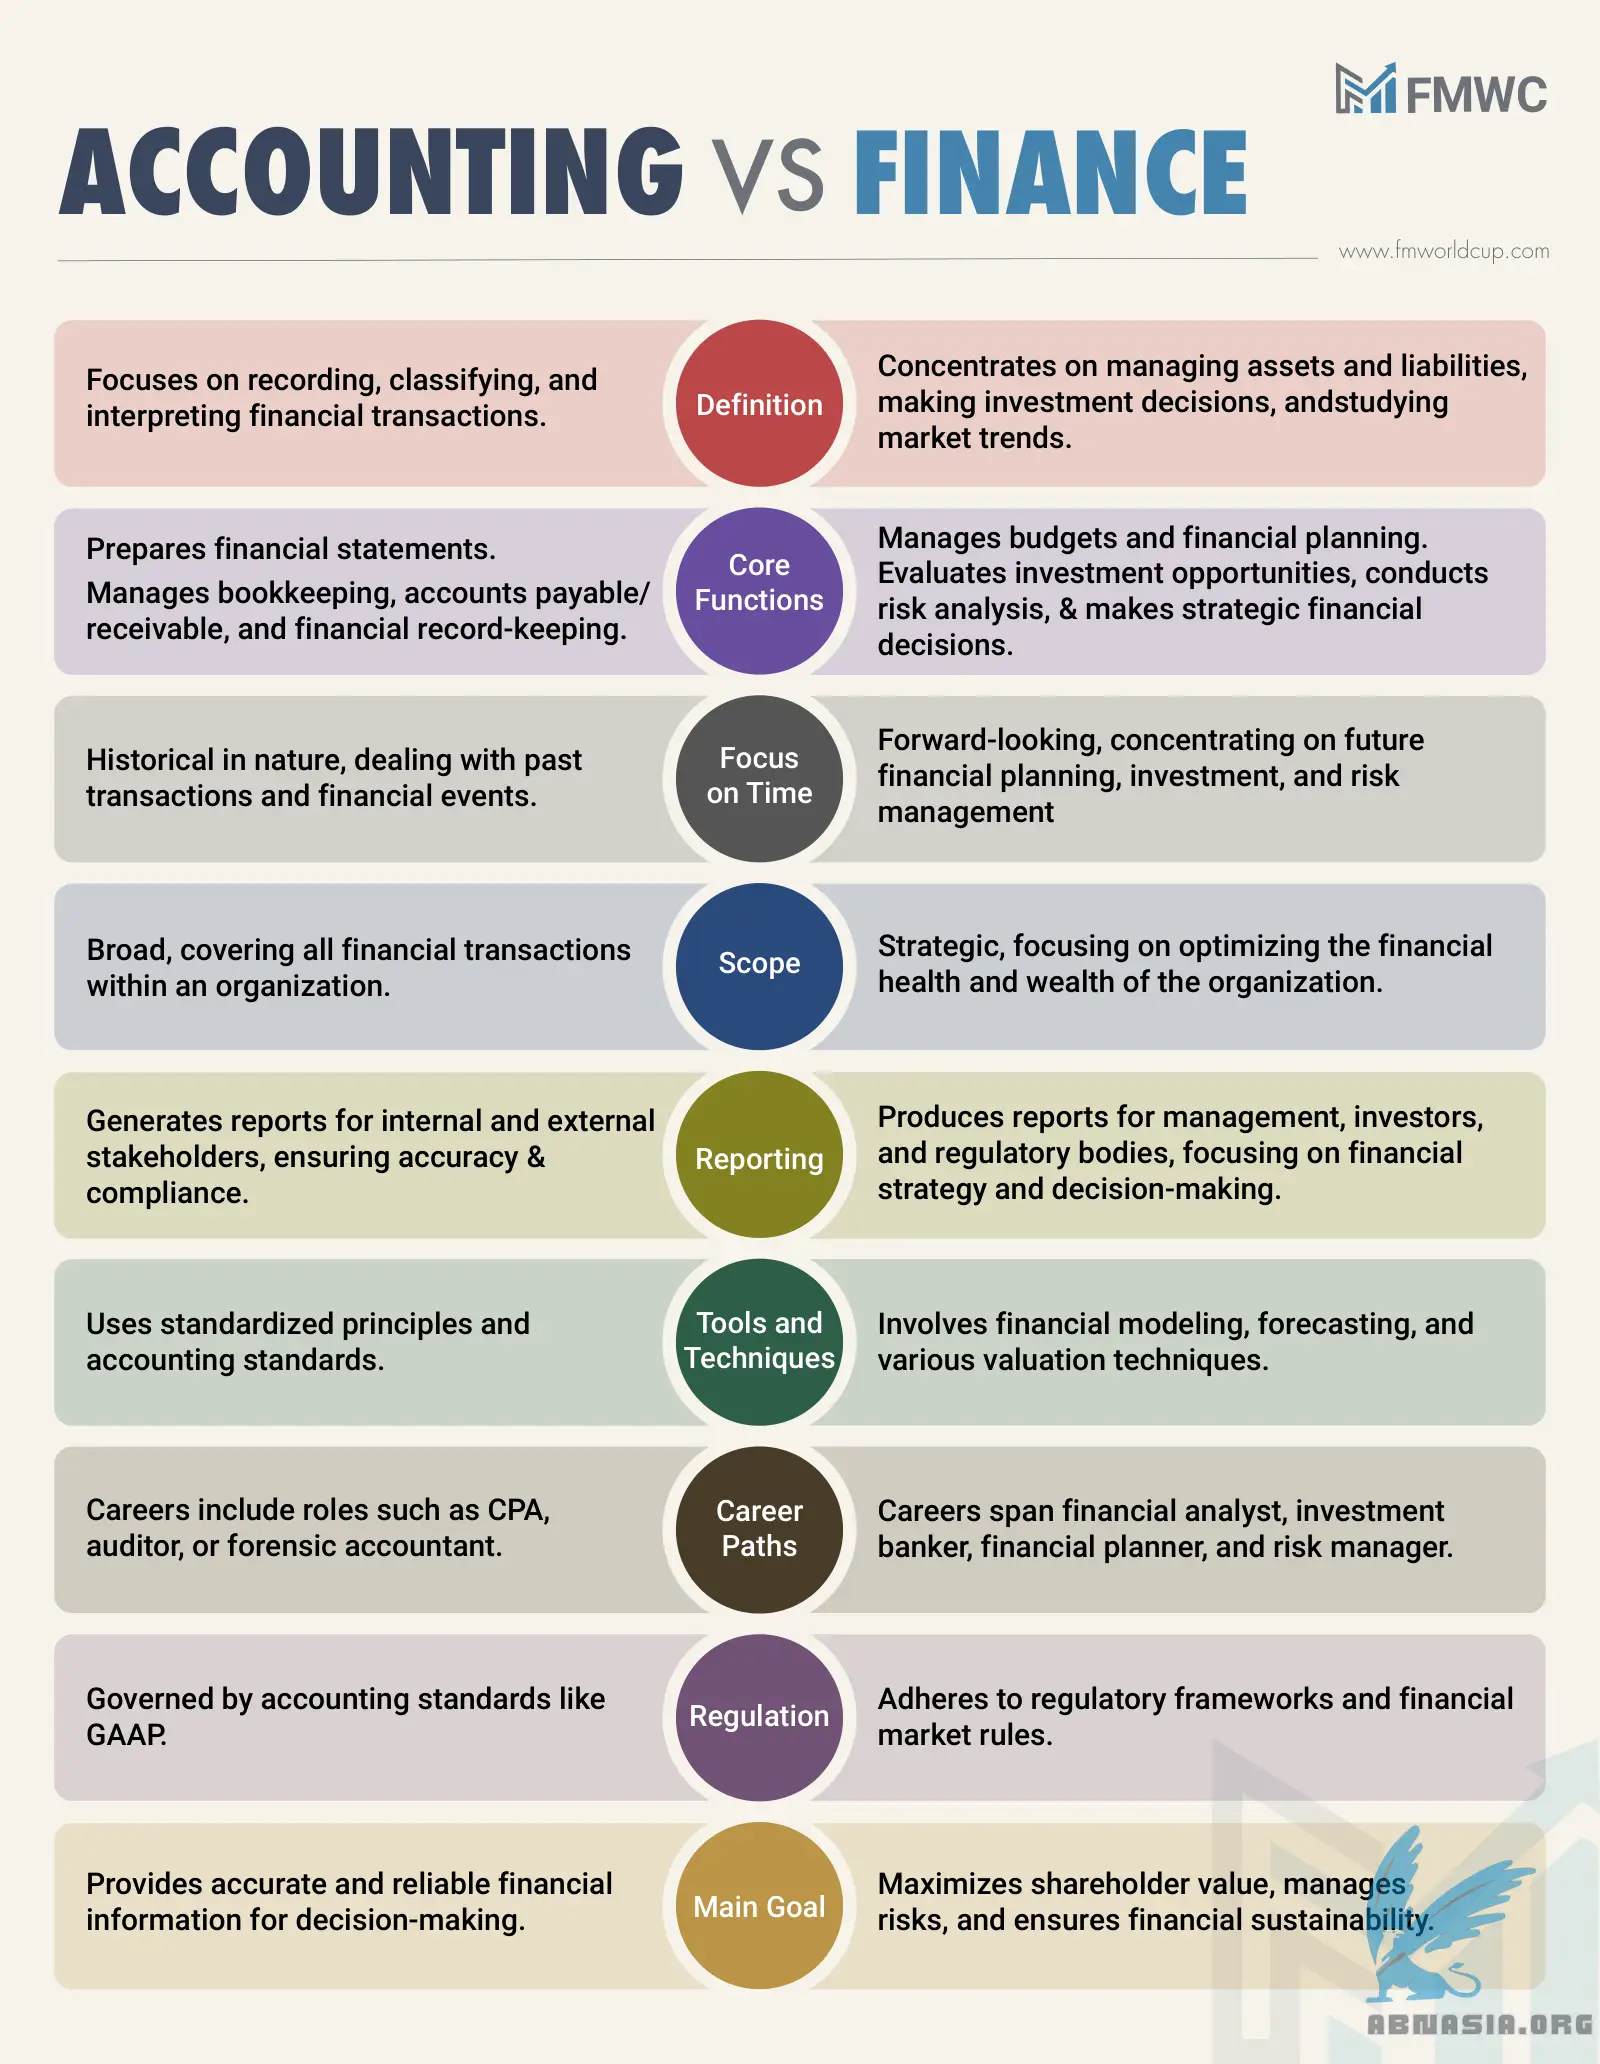 FMWC
ACCOUNTING VS FINANCE
www.fmworldcup.com
Focuses on recording, classifying, and
interpreting financial transactions.
Definition
Concentrates on managing assets and liabilities,
making investment decisions, andstudying
market trends.
Prepares financial statements.
Manages bookkeeping, accounts payable/
receivable, and financial record-keeping.
Core
Functions
Manages budgets and financial planning.
Evaluates investment opportunities, conducts
risk analysis, & makes strategic financial
decisions.
Historical in nature, dealing with past
transactions and financial events.
Focus
on Time
Forward-looking, concentrating on future
financial planning, investment, and risk
management
Broad, covering all financial transactions
within an organization.
Scope
Strategic, focusing on optimizing the financial
health and wealth of the organization.
Generates reports for internal and external
stakeholders, ensuring accuracy &
compliance.
Reporting
Produces reports for management, investors,
and regulatory bodies, focusing on financial
strategy and decision-making.
Uses standardized principles and
accounting standards.
Tools and
Techniques
Involves financial modeling, forecasting, and
various valuation techniques.
Careers include roles such as CPA,
auditor, or forensic accountant.
Career
Paths
Careers span financial analyst, investment
banker, financial planner, and risk manager.
Governed by accounting standards like
GAAP.
Regulation
Adheres to regulatory frameworks and financial
market rules.
Provides accurate and reliable financial
information for decision-making.
Main Goal
Maximizes shareholder value, manages
risks, and ensures financial sustainability.
ABNASIA.ORG